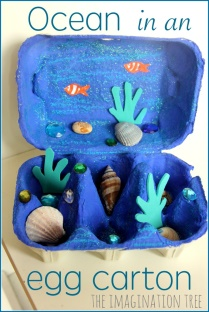 Ocean in an
egg carton
THE IMAGINATION TREE